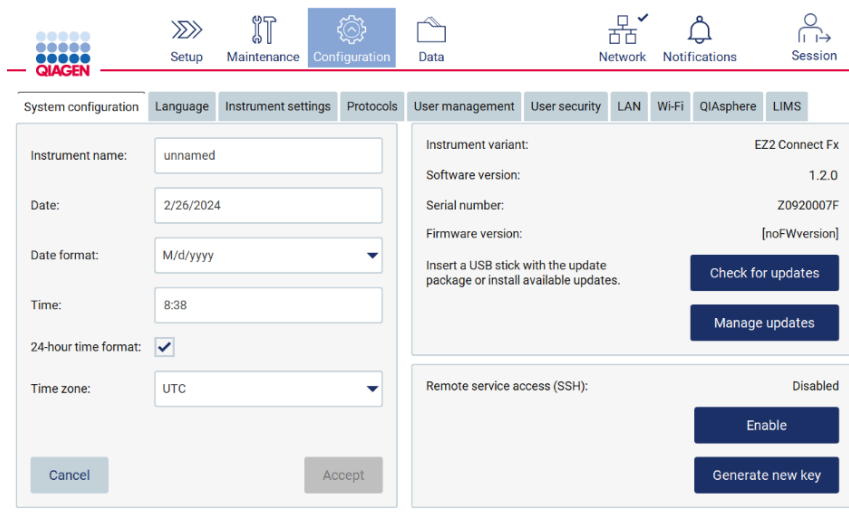 QIAGEN
Setup
Maintenance
Configuration
Data
Network
Notifications
Session
System configuration
Language
Instrument settings
Protocols
User management
User security
LAN
Wi-Fi
QIAsphere
LIMS
Instrument name:
unnamed
Date:
2/26/2024
Date format:
M/d/yyyy
Time:
8:38
24-hour time format:
Time zone:
UTC
Cancel
Accept
Instrument variant:
EZ2 Connect Fx
Software version:
1.2.0
Serial number:
Z0920007F
Firmware version:
[noFWversion]
Insert a USB stick with the update
package or install available updates.
Check for updates
Manage updates
Remote service access (SSH):
Disabled
Enable
Generate new key